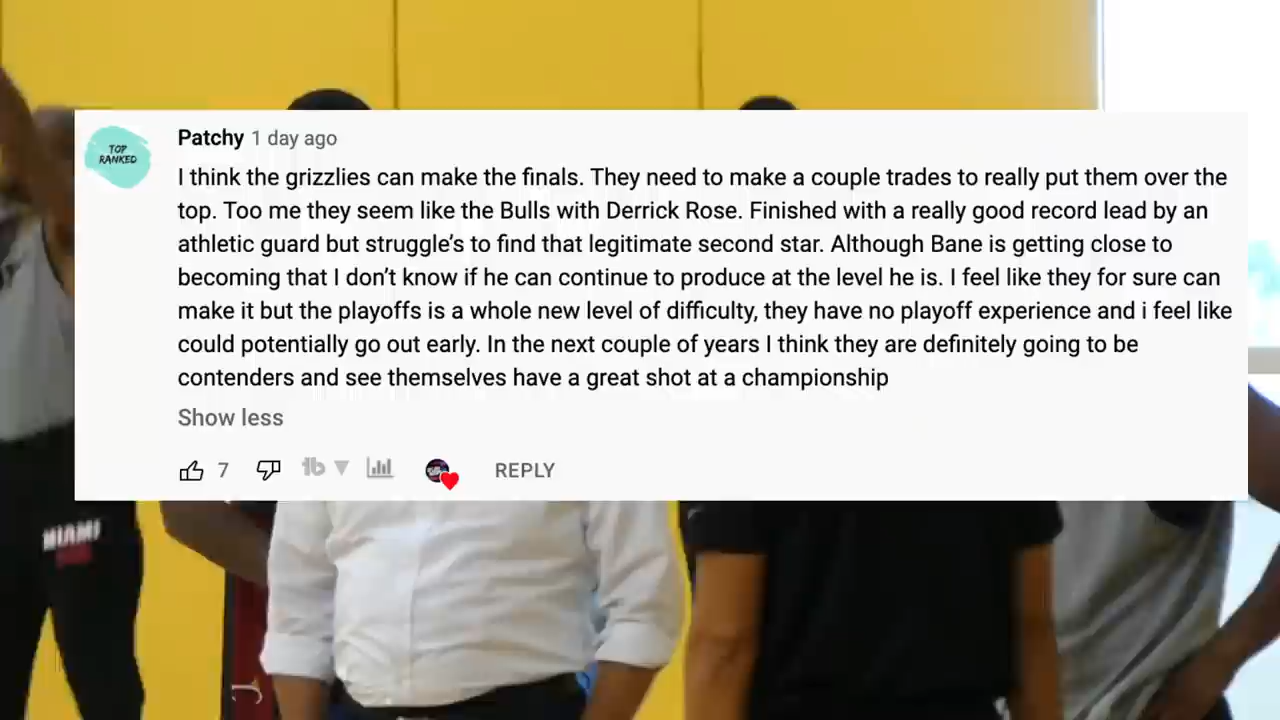 TOP
RANKED
Patchy 1 day ago
I think the grizzlies can make the finals. They need to make a couple trades to really put them over the
top. Too me they seem like the Bulls with Derrick Rose. Finished with a really good record lead by an
athletic guard but struggle’s to find that legitimate second star. Although Bane is getting close to
becoming that I don’t know if he can continue to produce at the level he is. I feel like they for sure can
make it but the playoffs is a whole new level of difficulty, they have no playoff experience and i feel like
could potentially go out early. In the next couple of years I think they are definitely going to be
contenders and see themselves have a great shot at a championship
Show less
7
REPLY
MIAMI